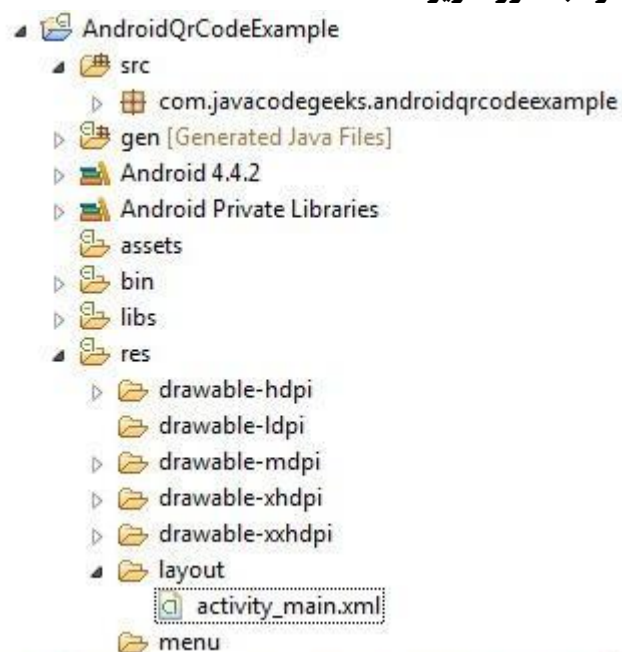 AndroidQrCodeExample
src
com.javacodegeeks.androidqrcodeexample
gen [Generated Java Files]
Android 4.4.2
Android Private Libraries
assets
bin
libs
res
drawable-hdpi
drawable-ldpi
drawable-mdpi
drawable-xhdpi
drawable-xxhdpi
layout
activity_main.xml
menu